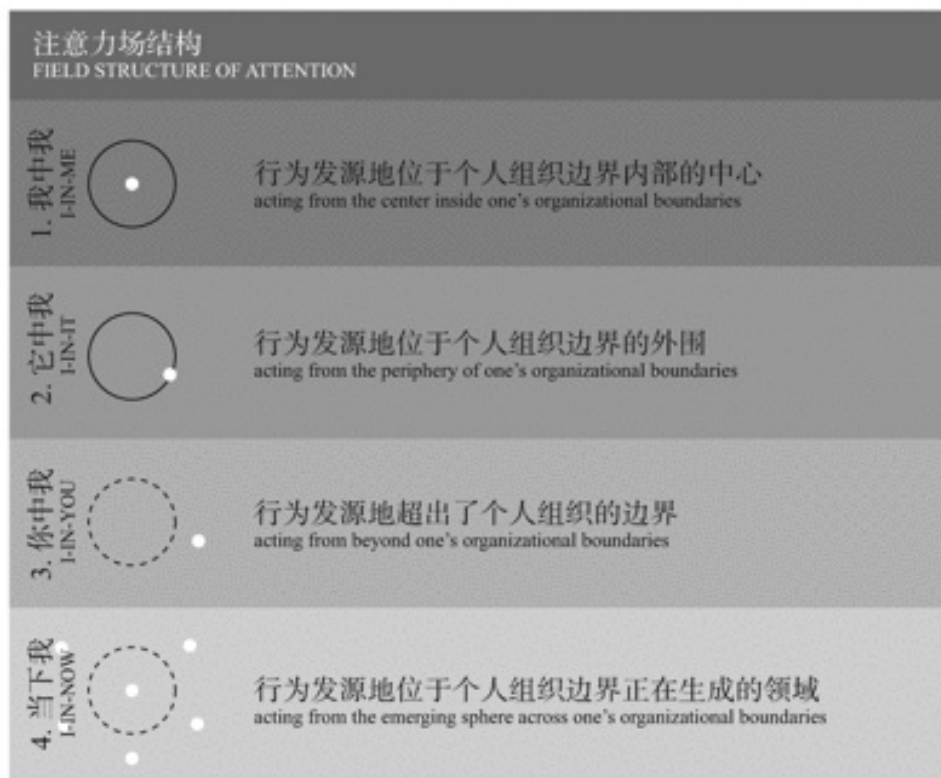 注意力场结构
FIELD STRUCTURE OF ATTENTION
1. 我中我
I-IN-ME
行为发源地位于个人组织边界内部的中心
acting from the center inside one’s organizational boundaries
2. 它中我
I-IN-IT
行为发源地位于个人组织边界的外围
acting from the periphery of one’s organizational boundaries
3. 你中我
I-IN-YOU
行为发源地超出了个人组织的边界
acting from beyond one’s organizational boundaries
4. 当下我
I-IN-NOW
行为发源地位于个人组织边界正在生成的领域
acting from the emerging sphere across one’s organizational boundaries